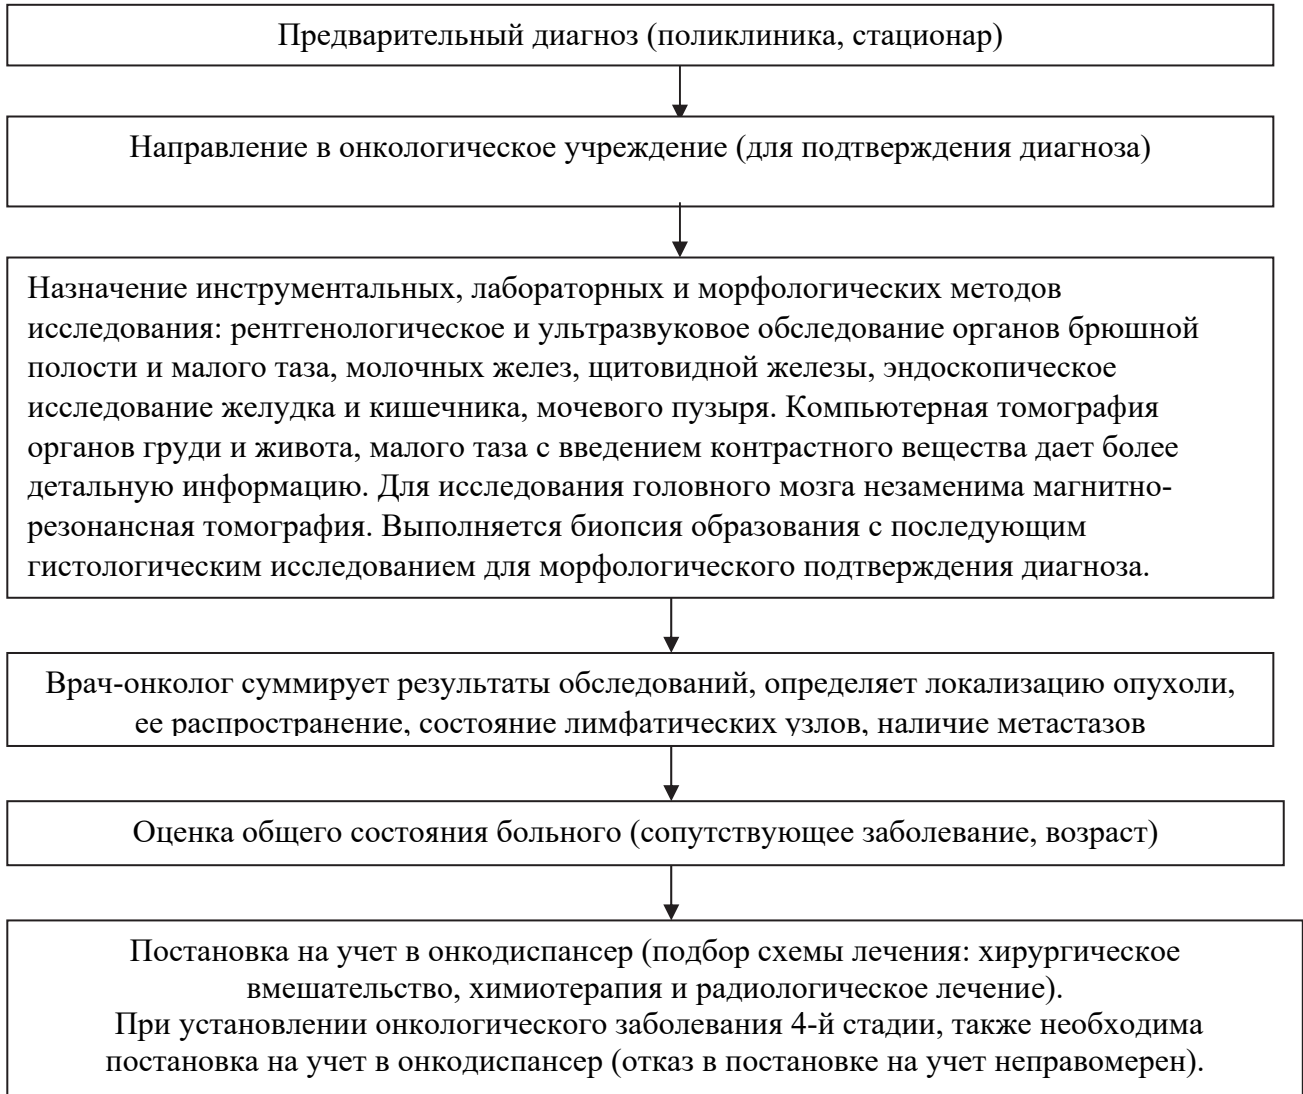 Предварительный диагноз (поликлиника, стационар)
Направление в онкологическое учреждение (для подтверждения диагноза)
Назначение инструментальных, лабораторных и морфологических методов
исследования: рентгенологическое и ультразвуковое обследование органов брюшной
полости и малого таза, молочных желез, щитовидной железы, эндоскопическое
исследование желудка и кишечника, мочевого пузыря. Компьютерная томография
органов груди и живота, малого таза с введением контрастного вещества дает более
детальную информацию. Для исследования головного мозга незаменима магнитно-
резонансная томография. Выполняется биопсия образования с последующим
гистологическим исследованием для морфологического подтверждения диагноза.
Врач-онколог суммирует результаты обследований, определяет локализацию опухоли,
ее распространение, состояние лимфатических узлов, наличие метастазов
Оценка общего состояния больного (сопутствующее заболевание, возраст)
Постановка на учет в онкодиспансер (подбор схемы лечения: хирургическое
вмешательство, химиотерапия и радиологическое лечение).
При установлении онкологического заболевания 4-й стадии, также необходима
постановка на учет в онкодиспансер (отказ в постановке на учет неправомерен).